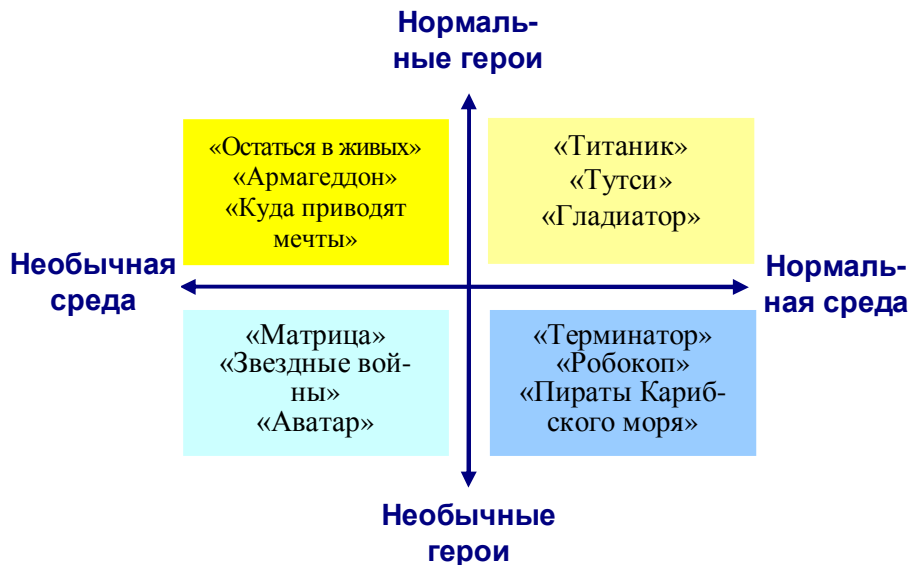 Нормаль-
ные герои
«Остаться в живых»
«Армагеддон»
«Куда приводят
мечты»
«Титаник»
«Тутси»
«Гладиатор»
Необычная
среда
Нормаль-
ная среда
«Матрица»
«Звездные вой-
ны»
«Аватар»
«Терминатор»
«Робокоп»
«Пираты Кариб-
ского моря»
Необычные
герои